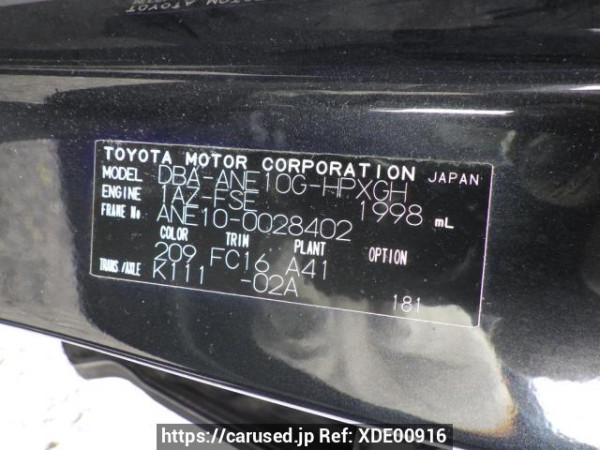 TOYOTA MOTOR CORPORATION JAPAN
MODEL DBA-ANE10G-HPXGH
ENGINE 1AZ-FSE 1998 mL
FRAME No ANE10-0028402
COLOR TRIM PLANT OPTION
209 FC16 A41
TRANS/AXLE K111 -02A 181
https://carused.jp Ref: XDE00916